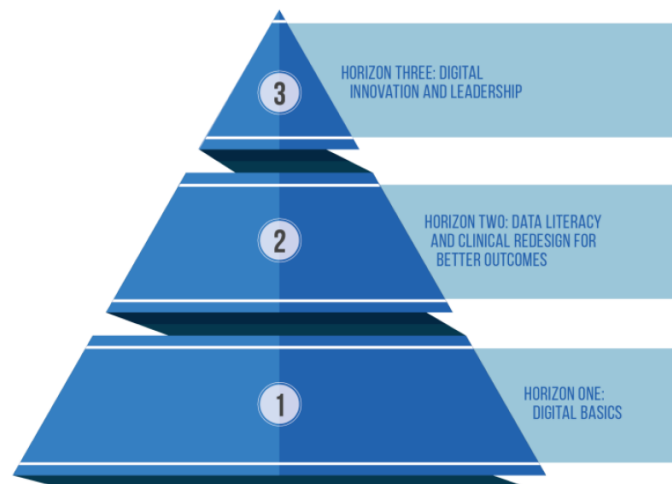 3
HORIZON THREE: DIGITAL
INNOVATION AND LEADERSHIP
2
HORIZON TWO: DATA LITERACY
AND CLINICAL REDESIGN FOR
BETTER OUTCOMES
1
HORIZON ONE:
DIGITAL BASICS